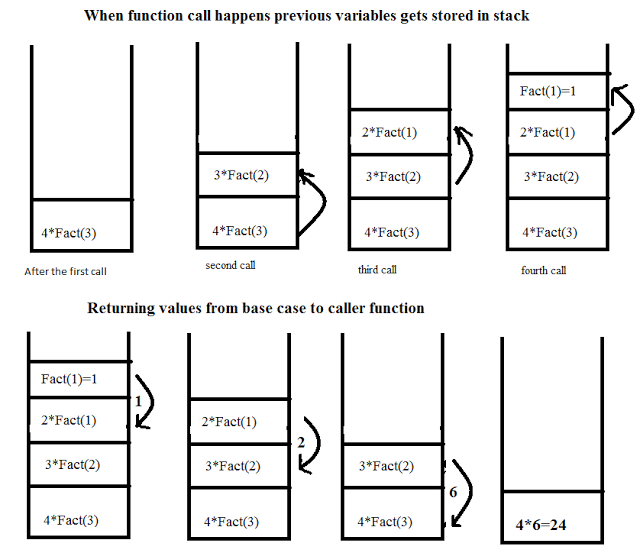 When function call happens previous variables gets stored in stack
4*Fact(3)
After the first call
3*Fact(2)
4*Fact(3)
second call
2*Fact(1)
3*Fact(2)
4*Fact(3)
third call
Fact(1)=1
2*Fact(1)
3*Fact(2)
4*Fact(3)
fourth call
Returning values from base case to caller function
Fact(1)=1
1
2*Fact(1)
3*Fact(2)
4*Fact(3)
2*Fact(1)
2
3*Fact(2)
4*Fact(3)
3*Fact(2)
6
4*Fact(3)
4*6=24